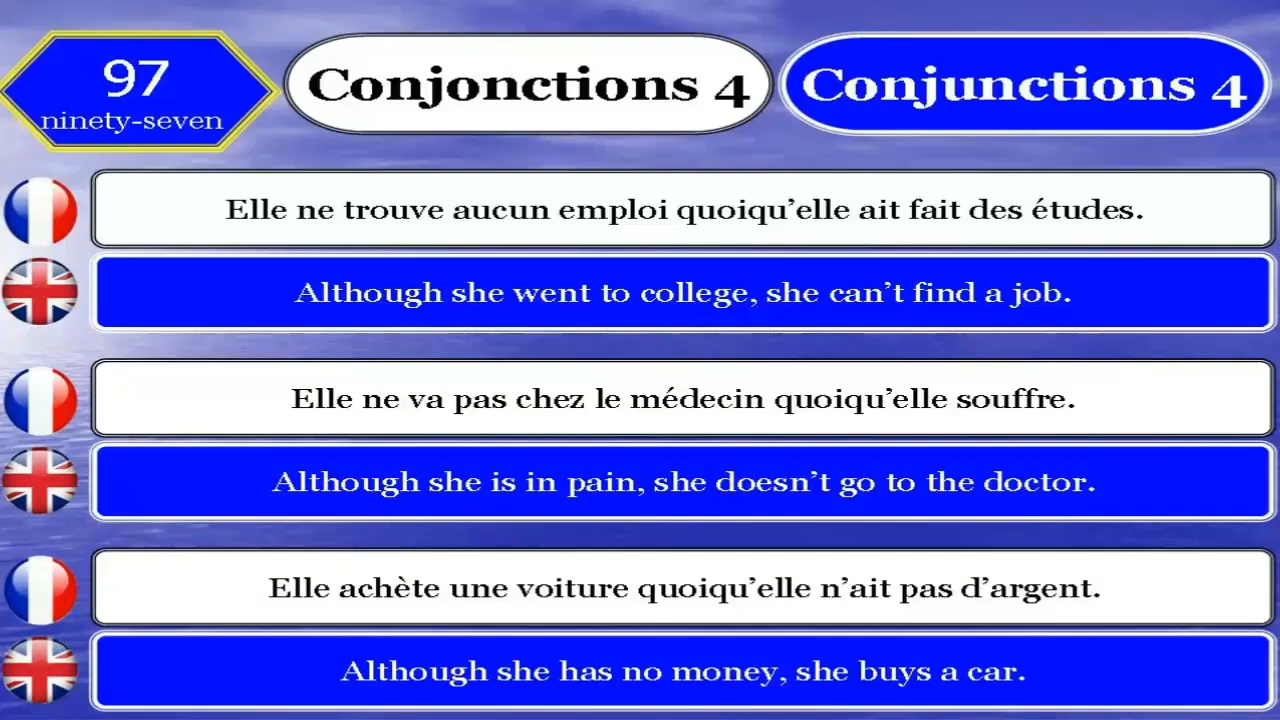 97
ninety-seven
Conjonctions 4
Conjunctions 4
Elle ne trouve aucun emploi quoiqu’elle ait fait des études.
Although she went to college, she can’t find a job.
Elle ne va pas chez le médecin quoiqu’elle souffre.
Although she is in pain, she doesn’t go to the doctor.
Elle achète une voiture quoiqu’elle n’ait pas d’argent.
Although she has no money, she buys a car.